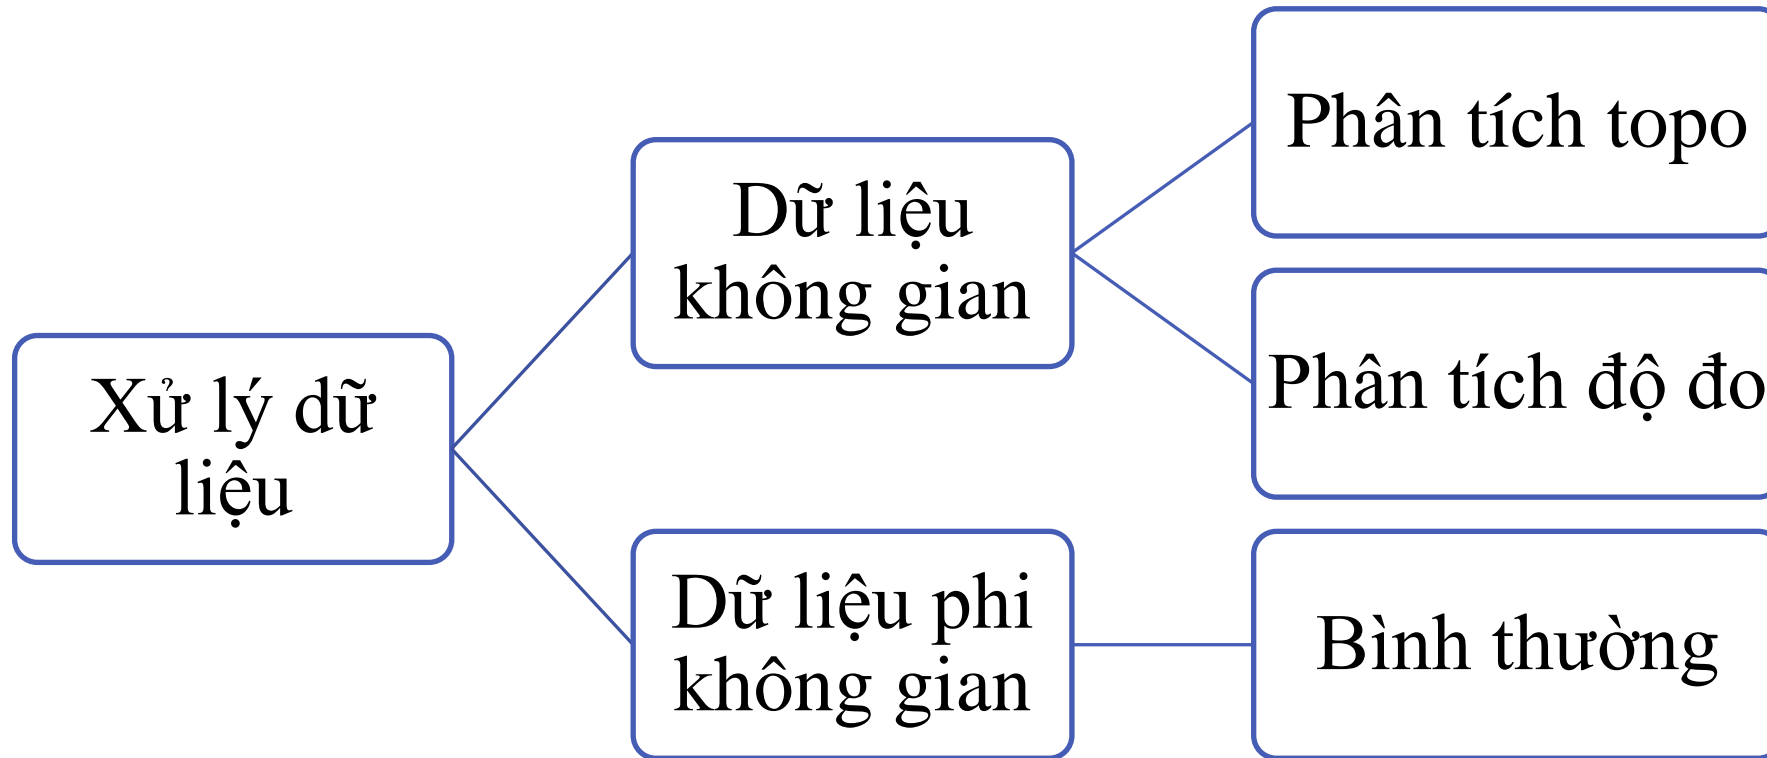 Xử lý dữ
liệu
Dữ liệu
không gian
Phân tích topo
Phân tích độ đo
Dữ liệu phi
không gian
Bình thường